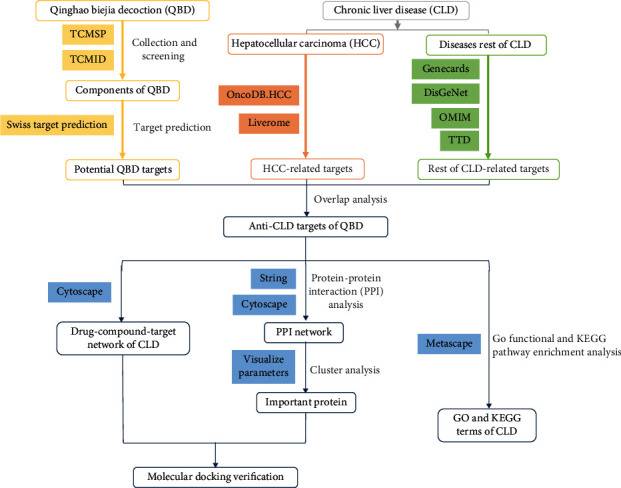 Qinghao biejia decoction (QBD)
Chronic liver disease (CLD)
TCMSP
TCMID
Collection and
screening
Hepatocellular carcinoma (HCC)
Diseases rest of CLD
Genecards
DisGeNet
OMIM
TTD
OncoDB.HCC
Liverome
Components of QBD
Swiss target prediction
Target prediction
Potential QBD targets
HCC-related targets
Rest of CLD-related targets
Overlap analysis
Anti-CLD targets of QBD
Cytoscape
String
Cytoscape
Protein-protein
interaction (PPI)
analysis
Drug-compound-target
network of CLD
PPI network
Metascape
Go functional and KEGG
pathway enrichment analysis
Visualize
parameters
Cluster analysis
Important protein
GO and KEGG
terms of CLD
Molecular docking verification